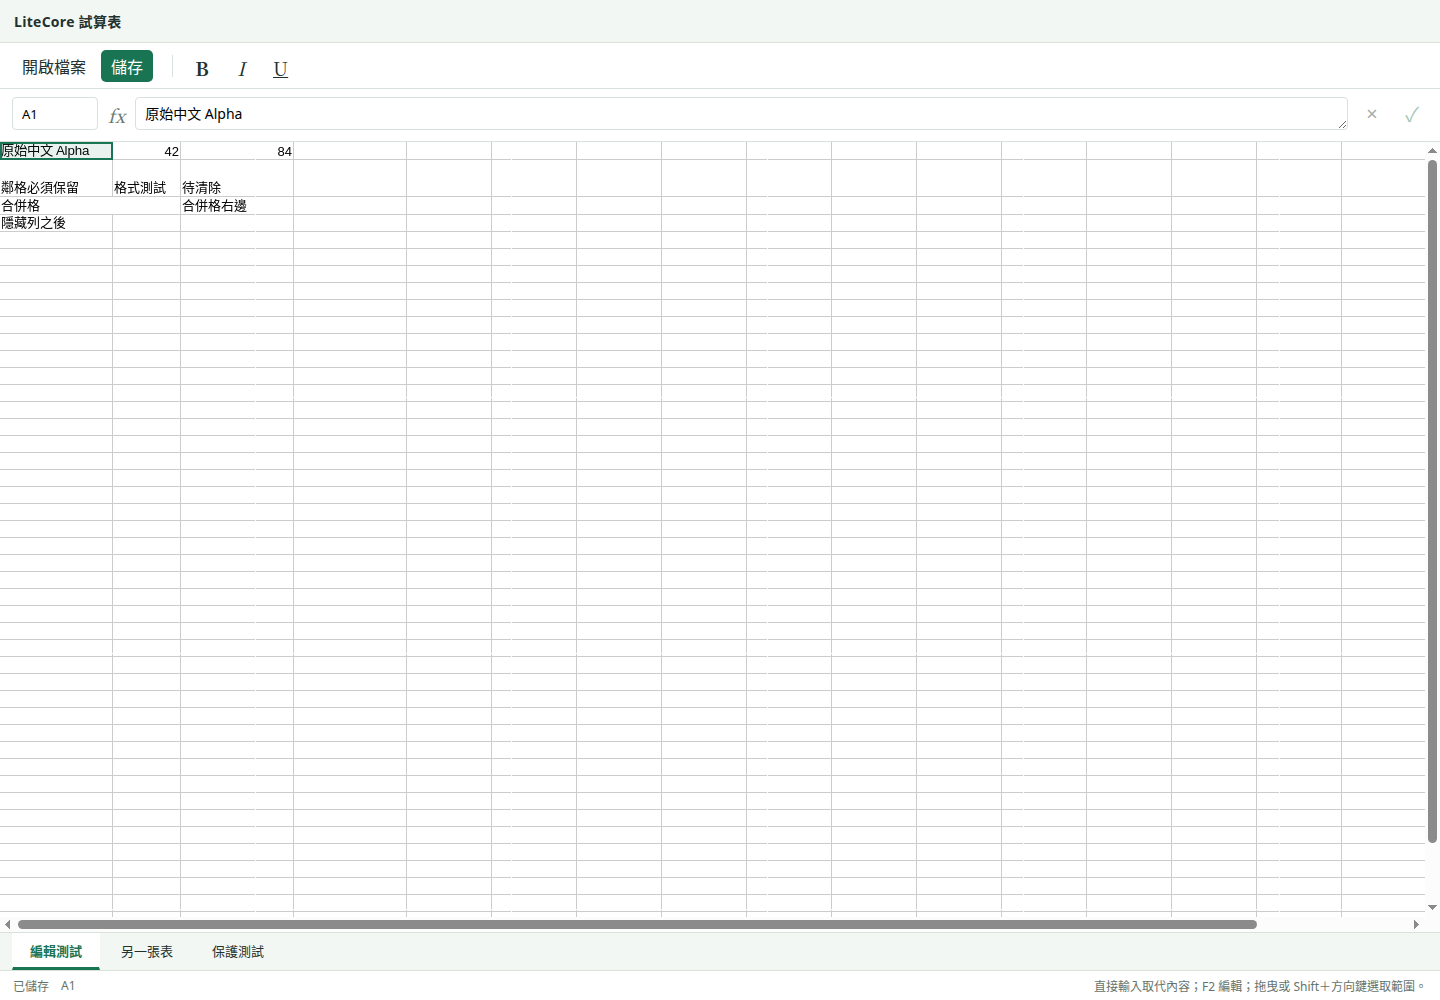 LiteCore 試算表
開啟檔案 儲存 B I U
A1 fx 原始中文 Alpha × ✓
原始中文 Alpha 42 84
鄰格必須保留 格式測試 待清除
合併格 合併格右邊
隱藏列之後
編輯測試 另一張表 保護測試
已儲存 A1 直接輸入取代內容；F2 編輯；拖曳或 Shift＋方向鍵選取範圍。